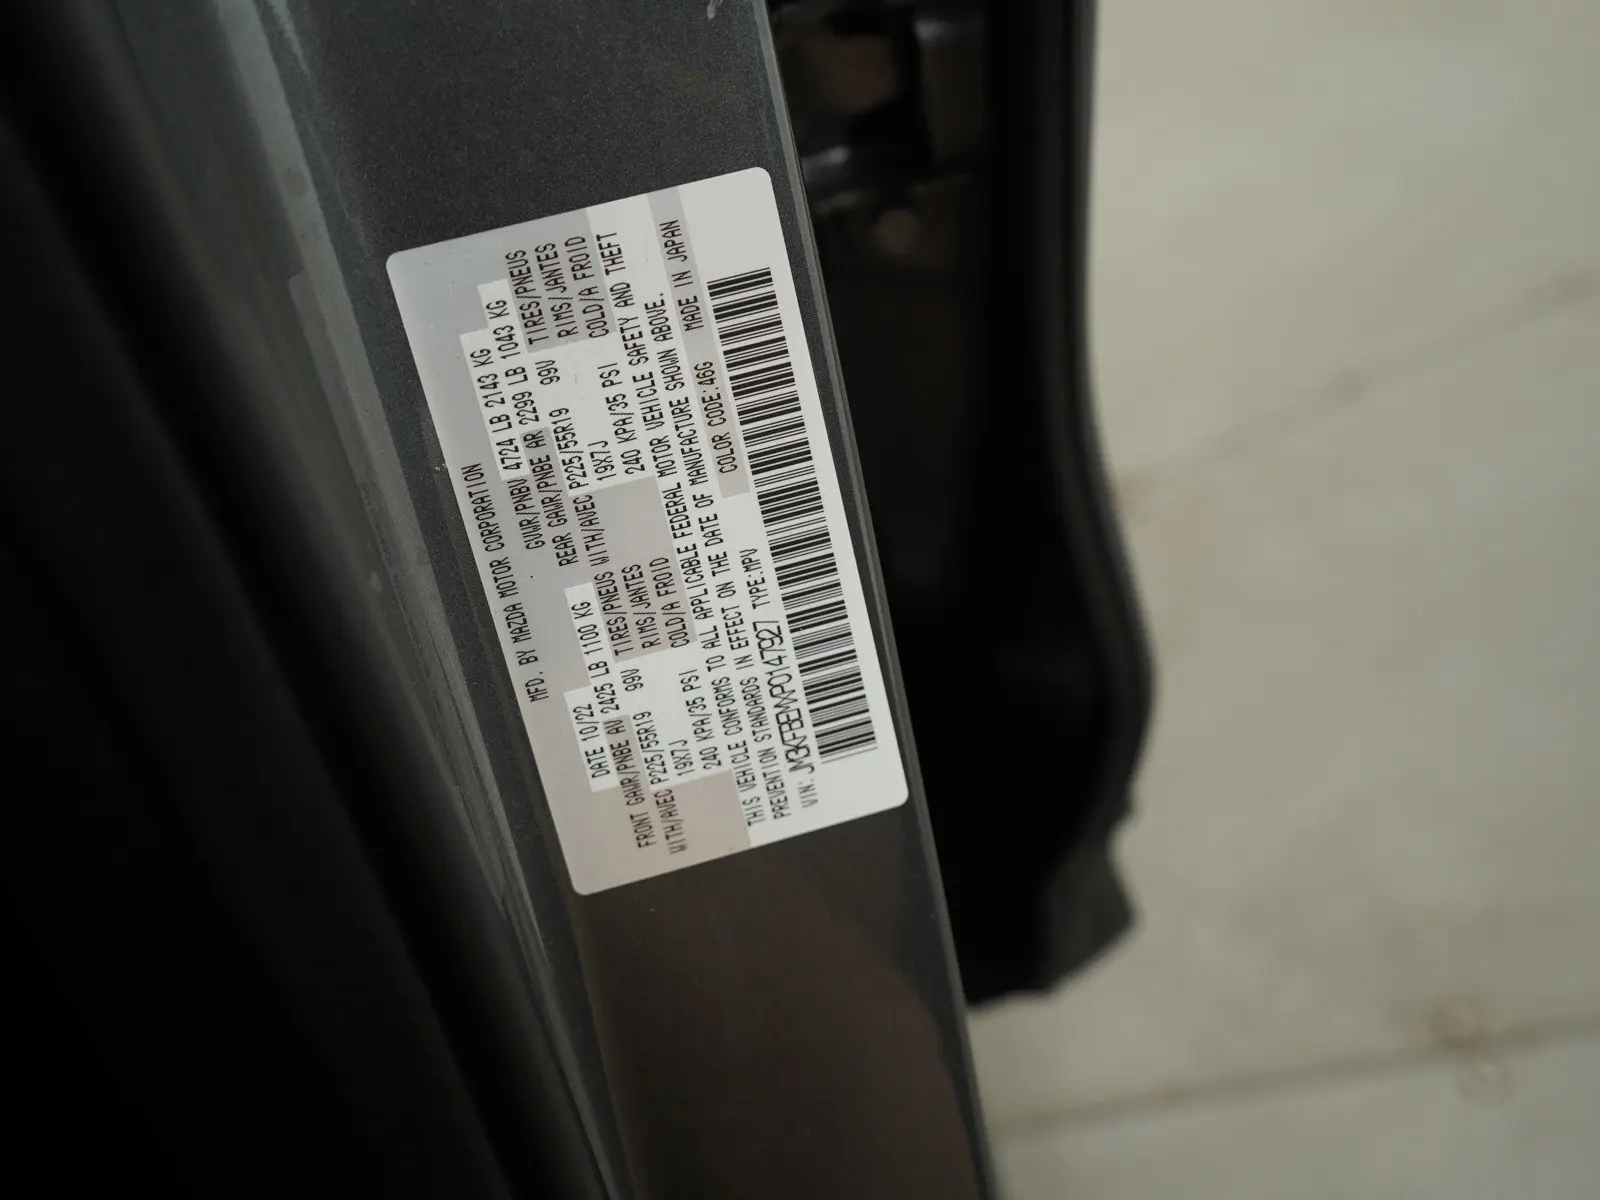 MFD. BY MAZDA MOTOR CORPORATION
DATE 10/22 GVWR/PNBV 4724 LB 2143 KG
FRONT GAWR/PNBE AV 2425 LB 1100 KG REAR GAWR/PNBE AR 2299 LB 1043 KG
WITH/AVEC P225/55R19 99V TIRES/PNEUS WITH/AVEC P225/55R19 99V TIRES/PNEUS
19X7J RIMS/JANTES 19X7J RIMS/JANTES
240 KPA/35 PSI COLD/A FROID 240 KPA/35 PSI COLD/A FROID
THIS VEHICLE CONFORMS TO ALL APPLICABLE FEDERAL MOTOR VEHICLE SAFETY AND THEFT
PREVENTION STANDARDS IN EFFECT ON THE DATE OF MANUFACTURE SHOWN ABOVE.
VIN: JM3KFBEMXP0147927 TYPE:MPV COLOR CODE:46G MADE IN JAPAN